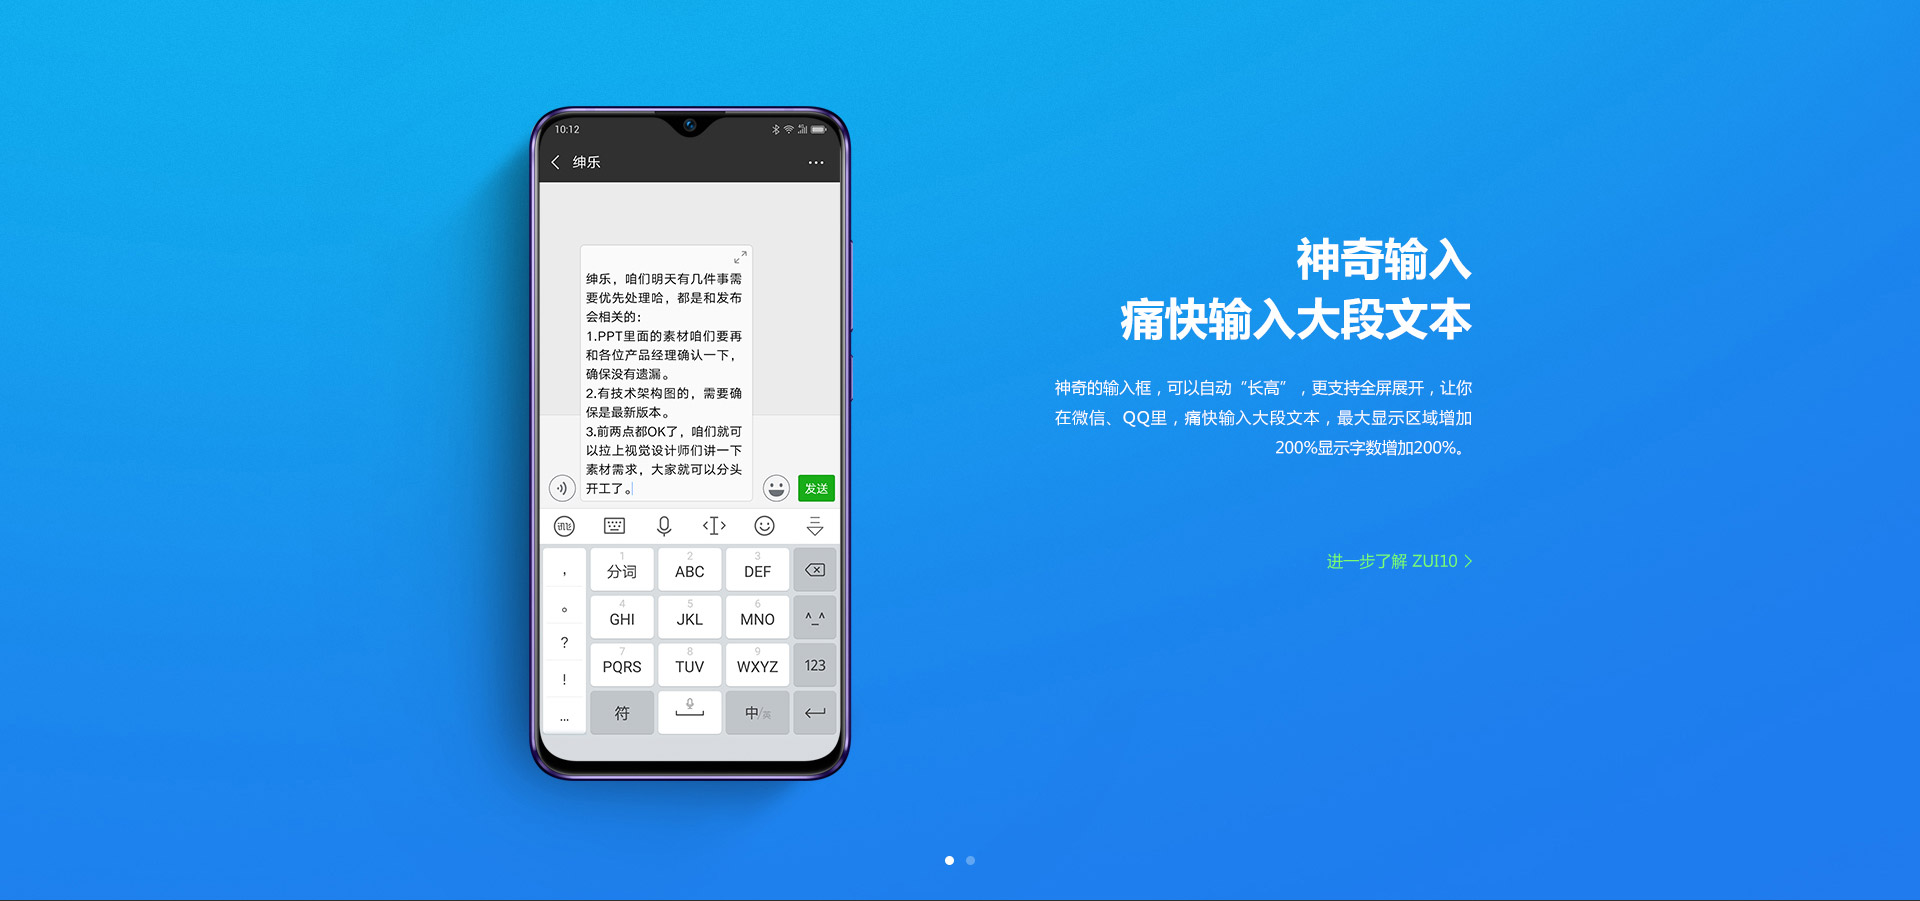 10:12
绅乐
绅乐，咱们明天有几件事需
要优先处理哈，都是和发布
会相关的：
1.PPT里面的素材咱们要再
和各位产品经理确认一下，
确保没有遗漏。
2.有技术架构图的，需要确
保是最新版本。
3.前两点都OK了，咱们就可
以拉上视觉设计师们讲一下
素材需求，大家就可以分头
开工了。
发送
讯飞
，
。
?
!
...
1
分词
2
ABC
3
DEF
4
GHI
5
JKL
6
MNO
^_^
7
PQRS
8
TUV
9
WXYZ
123
符
中/英
神奇输入
痛快输入大段文本
神奇的输入框，可以自动“长高”，更支持全屏展开，让你
在微信、QQ里，痛快输入大段文本，最大显示区域增加
200%显示字数增加200%。
进一步了解 ZUI10 >